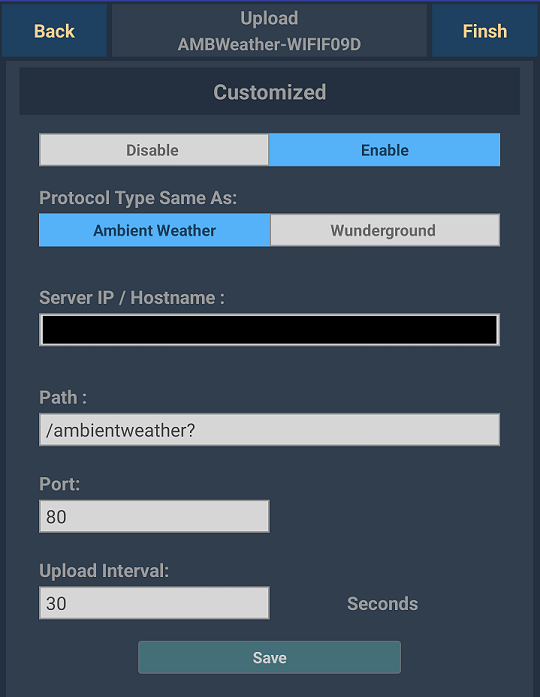 Back
Upload
AMBWeather-WIFIF09D
Finsh
Customized
Disable
Enable
Protocol Type Same As:
Ambient Weather
Wunderground
Server IP / Hostname :
Path :
/ambientweather?
Port:
80
Upload Interval:
30
Seconds
Save